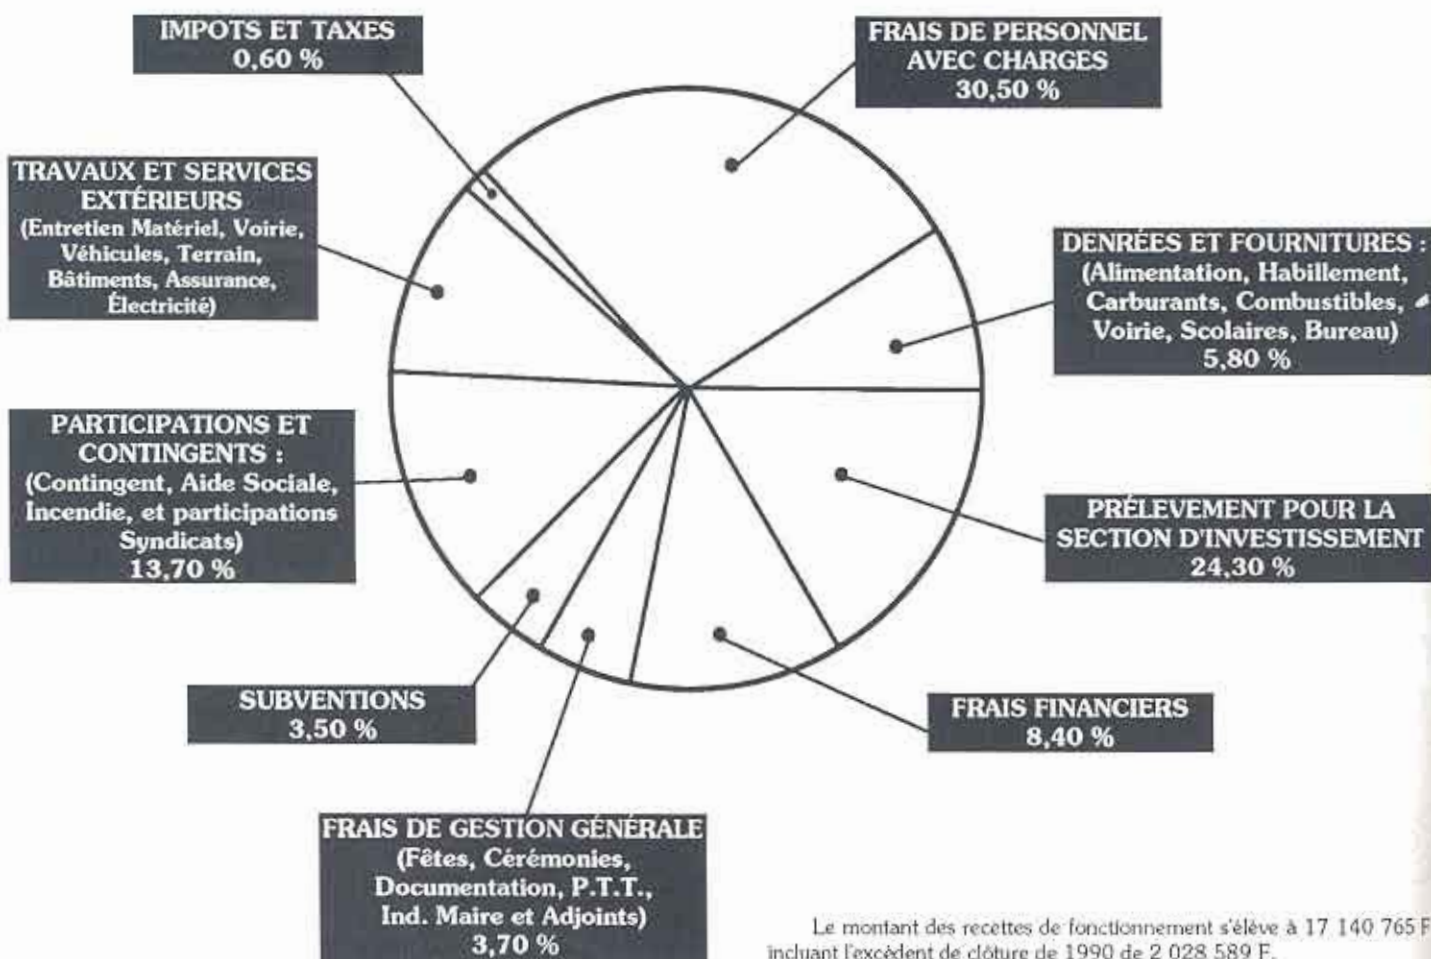 IMPOTS ET TAXES
0,60 %
FRAIS DE PERSONNEL
AVEC CHARGES
30,50 %
TRAVAUX ET SERVICES
EXTÉRIEURS
(Entretien Matériel, Voirie,
Véhicules, Terrain,
Bâtiments, Assurance,
Électricité)
DENRÉES ET FOURNITURES :
(Alimentation, Habillement,
Carburants, Combustibles,
Voirie, Scolaires, Bureau)
5,80 %
PARTICIPATIONS ET
CONTINGENTS :
(Contingent, Aide Sociale,
Incendie, et participations
Syndicats)
13,70 %
PRÉLEVEMENT POUR LA
SECTION D'INVESTISSEMENT
24,30 %
SUBVENTIONS
3,50 %
FRAIS FINANCIERS
8,40 %
FRAIS DE GESTION GÉNÉRALE
(Fêtes, Cérémonies,
Documentation, P.T.T.,
Ind. Maire et Adjoints)
3,70 %
Le montant des recettes de fonctionnement s'élève à 17 140 765 F
incluant l'excédent de clôture de 1990 de 2 028 589 F.